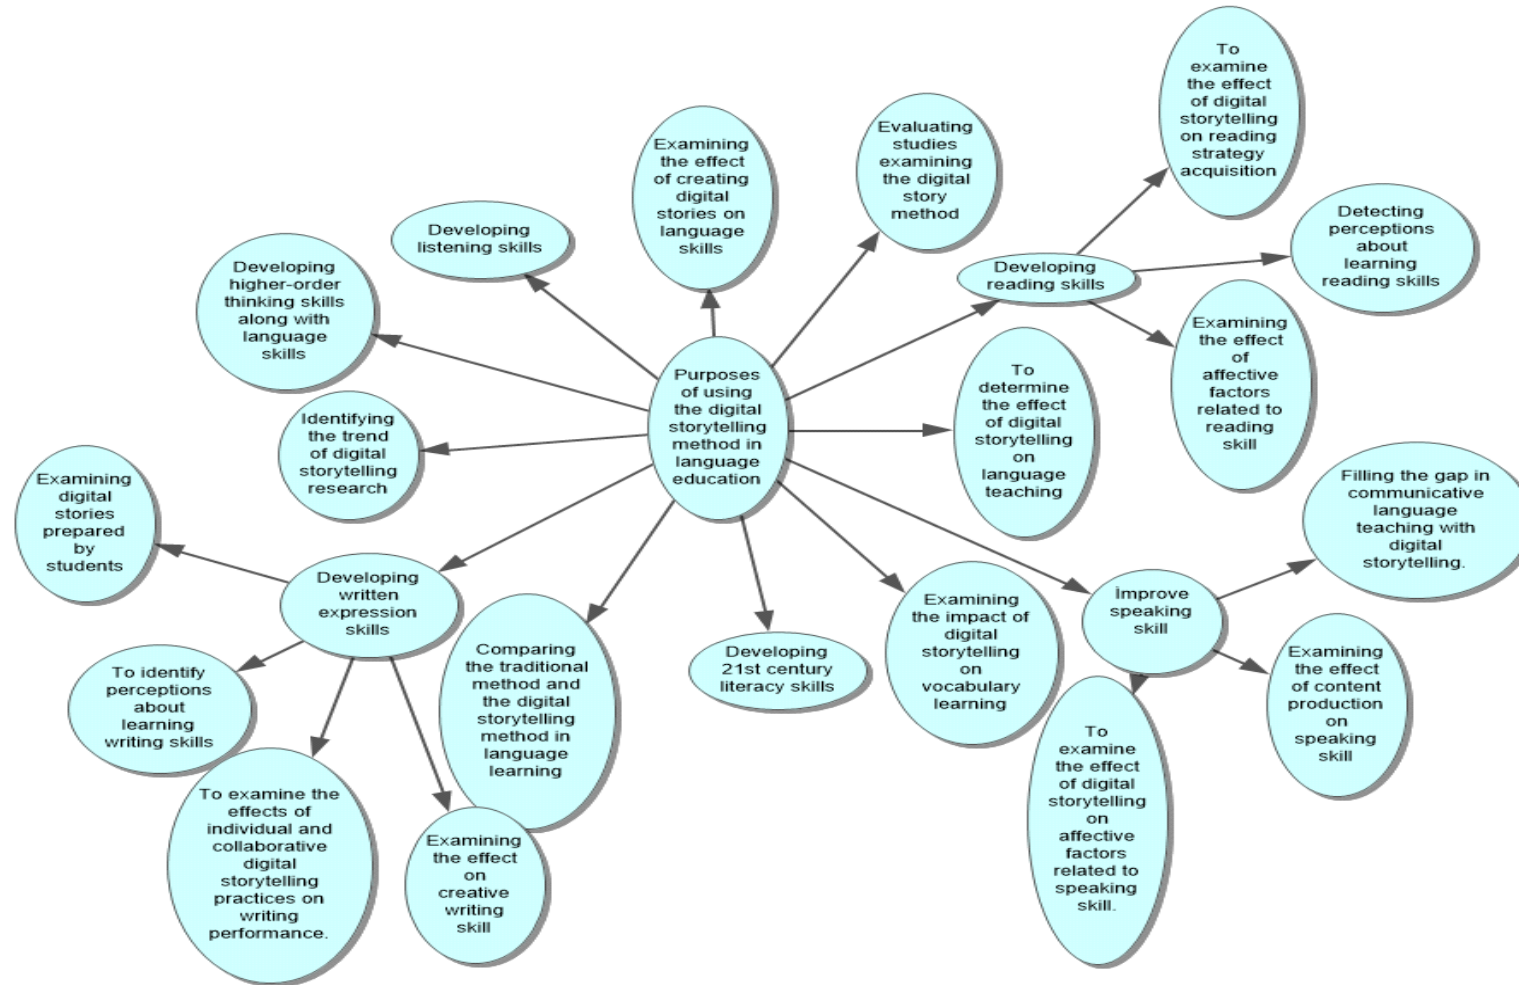 To
examine
the effect
of digital
storytelling
on reading
strategy
acquisition
Evaluating
studies
examining
the digital
story
method
Examining
the effect
of creating
digital
stories on
language
skills
Developing
listening skills
Detecting
perceptions
about
learning
reading skills
Developing
reading skills
Developing
higher-order
thinking skills
along with
language
skills
Examining
the effect
of
affective
factors
related to
reading
skill
Purposes
of using
the digital
storytelling
method in
language
education
To
determine
the effect
of digital
storytelling
on
language
teaching
Identifying
the trend
of digital
storytelling
research
Examining
digital
stories
prepared
by
students
Filling the gap in
communicative
language
teaching with
digital
storytelling.
Developing
written
expression
skills
İmprove
speaking
skill
Examining
the impact of
digital
storytelling
on
vocabulary
learning
Comparing
the traditional
method and
the digital
storytelling
method in
language
learning
Developing
21st century
literacy skills
Examining
the effect
of content
production
on
speaking
skill
To identify
perceptions
about
learning
writing skills
To
examine
the effect
of digital
storytelling
on
affective
factors
related to
speaking
skill.
To examine the
effects of
individual and
collaborative
digital
storytelling
practices on
writing
performance.
Examining
the effect
on
creative
writing
skill